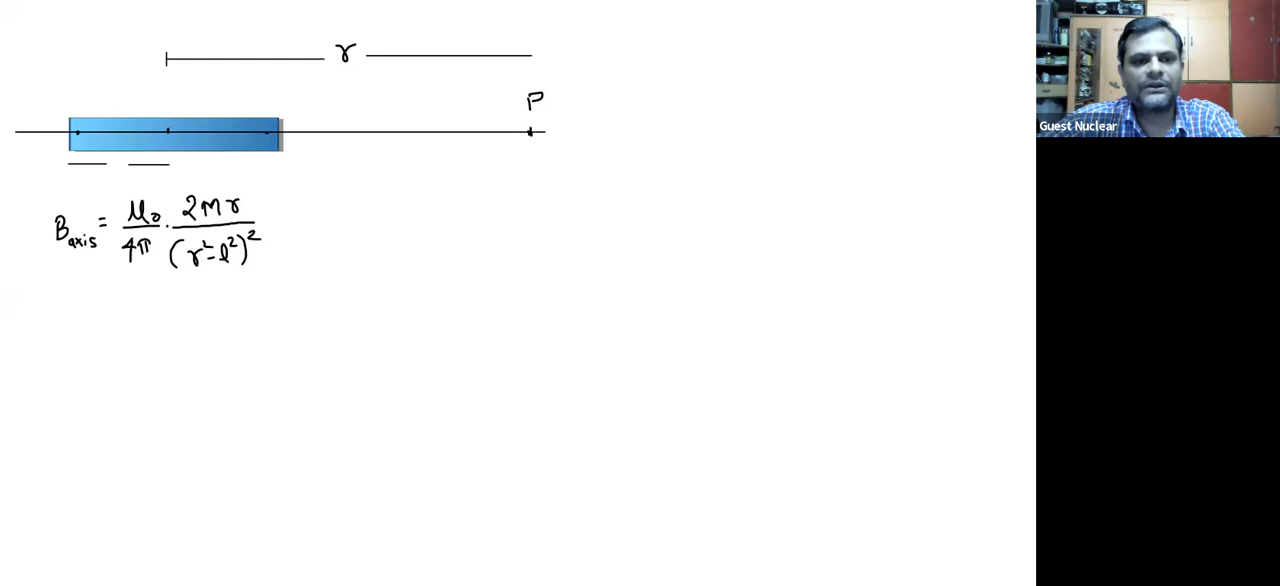 r
P
B_axis = μ₀/4π · 2Mr/(r²-l²)²
Guest Nuclear